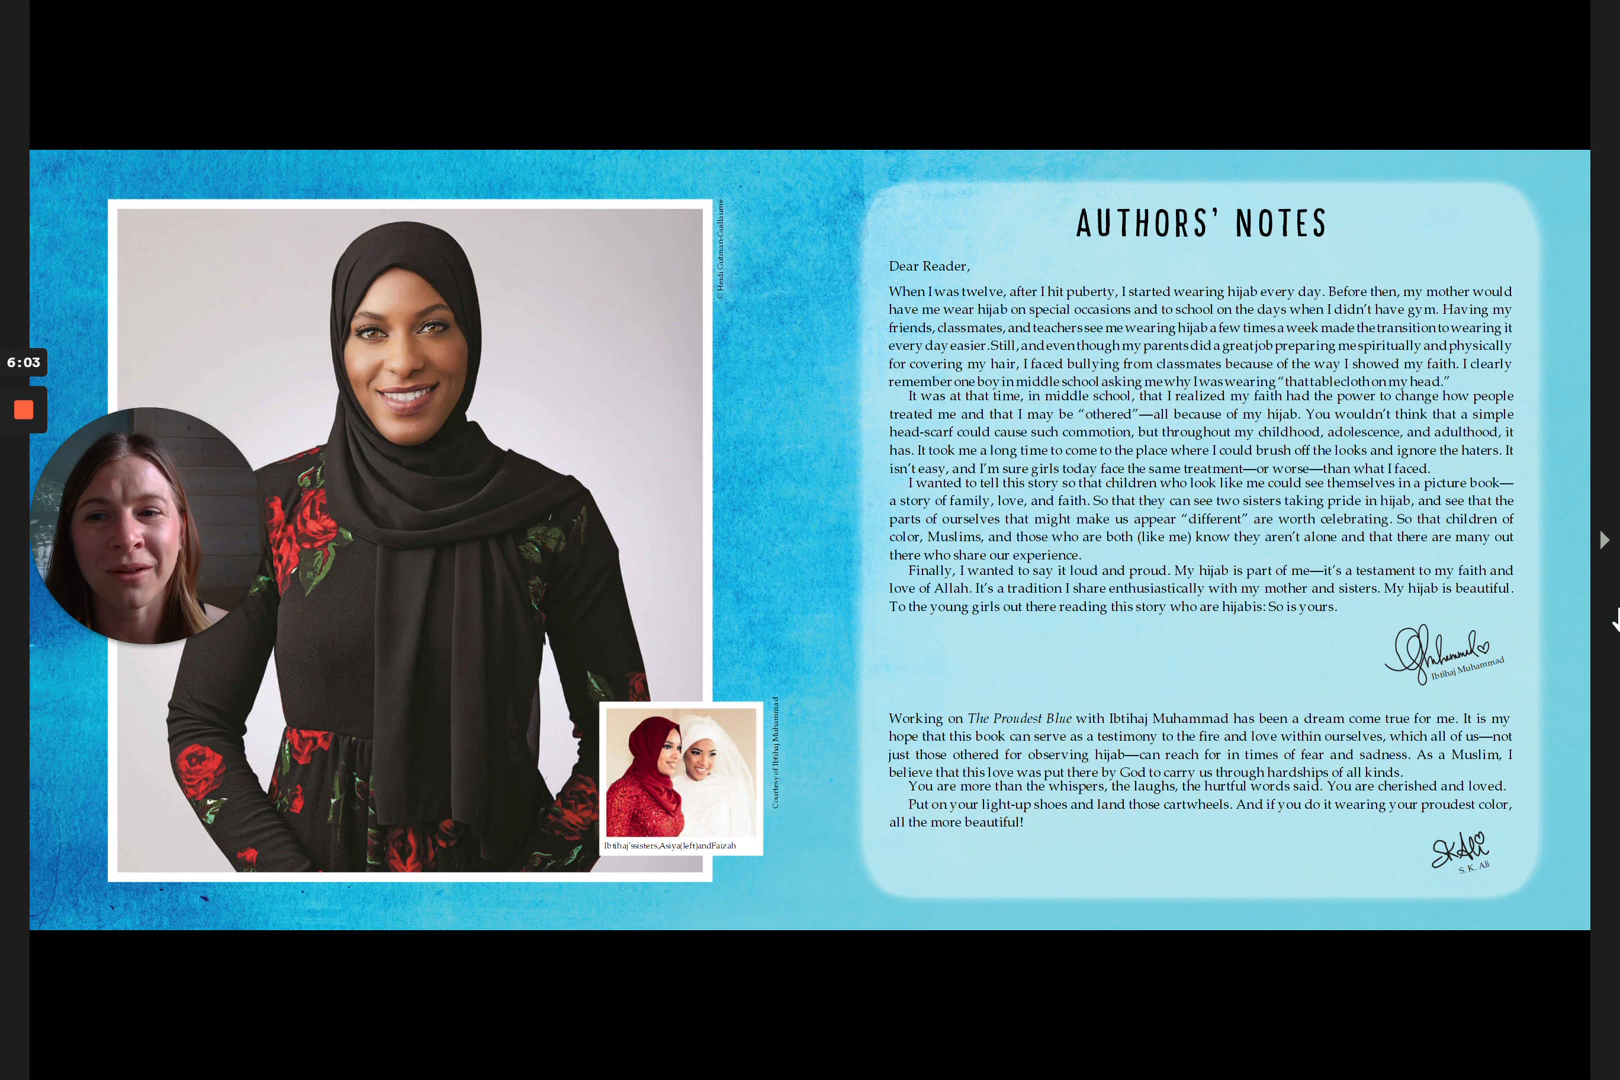 6:03
© Heidi Gutman-Guillaume
Courtesy of Ibtihaj Muhammad
Ibtihaj's sisters, Asiya (left) and Faizah
AUTHORS' NOTES
Dear Reader,
When I was twelve, after I hit puberty, I started wearing hijab every day. Before then, my mother would
have me wear hijab on special occasions and to school on the days when I didn't have gym. Having my
friends, classmates, and teachers see me wearing hijab a few times a week made the transition to wearing it
every day easier. Still, and even though my parents did a great job preparing me spiritually and physically
for covering my hair, I faced bullying from classmates because of the way I showed my faith. I clearly
remember one boy in middle school asking me why I was wearing “that tablecloth on my head.”
It was at that time, in middle school, that I realized my faith had the power to change how people
treated me and that I may be “othered”—all because of my hijab. You wouldn't think that a simple
head-scarf could cause such commotion, but throughout my childhood, adolescence, and adulthood, it
has. It took me a long time to come to the place where I could brush off the looks and ignore the haters. It
isn't easy, and I'm sure girls today face the same treatment—or worse—than what I faced.
I wanted to tell this story so that children who look like me could see themselves in a picture book—
a story of family, love, and faith. So that they can see two sisters taking pride in hijab, and see that the
parts of ourselves that might make us appear “different” are worth celebrating. So that children of
color, Muslims, and those who are both (like me) know they aren't alone and that there are many out
there who share our experience.
Finally, I wanted to say it loud and proud. My hijab is part of me—it's a testament to my faith and
love of Allah. It's a tradition I share enthusiastically with my mother and sisters. My hijab is beautiful.
To the young girls out there reading this story who are hijabis: So is yours.
Ibtihaj Muhammad
Working on The Proudest Blue with Ibtihaj Muhammad has been a dream come true for me. It is my
hope that this book can serve as a testimony to the fire and love within ourselves, which all of us—not
just those othered for observing hijab—can reach for in times of fear and sadness. As a Muslim, I
believe that this love was put there by God to carry us through hardships of all kinds.
You are more than the whispers, the laughs, the hurtful words said. You are cherished and loved.
Put on your light-up shoes and land those cartwheels. And if you do it wearing your proudest color,
all the more beautiful!
SK Ali
S. K. Ali